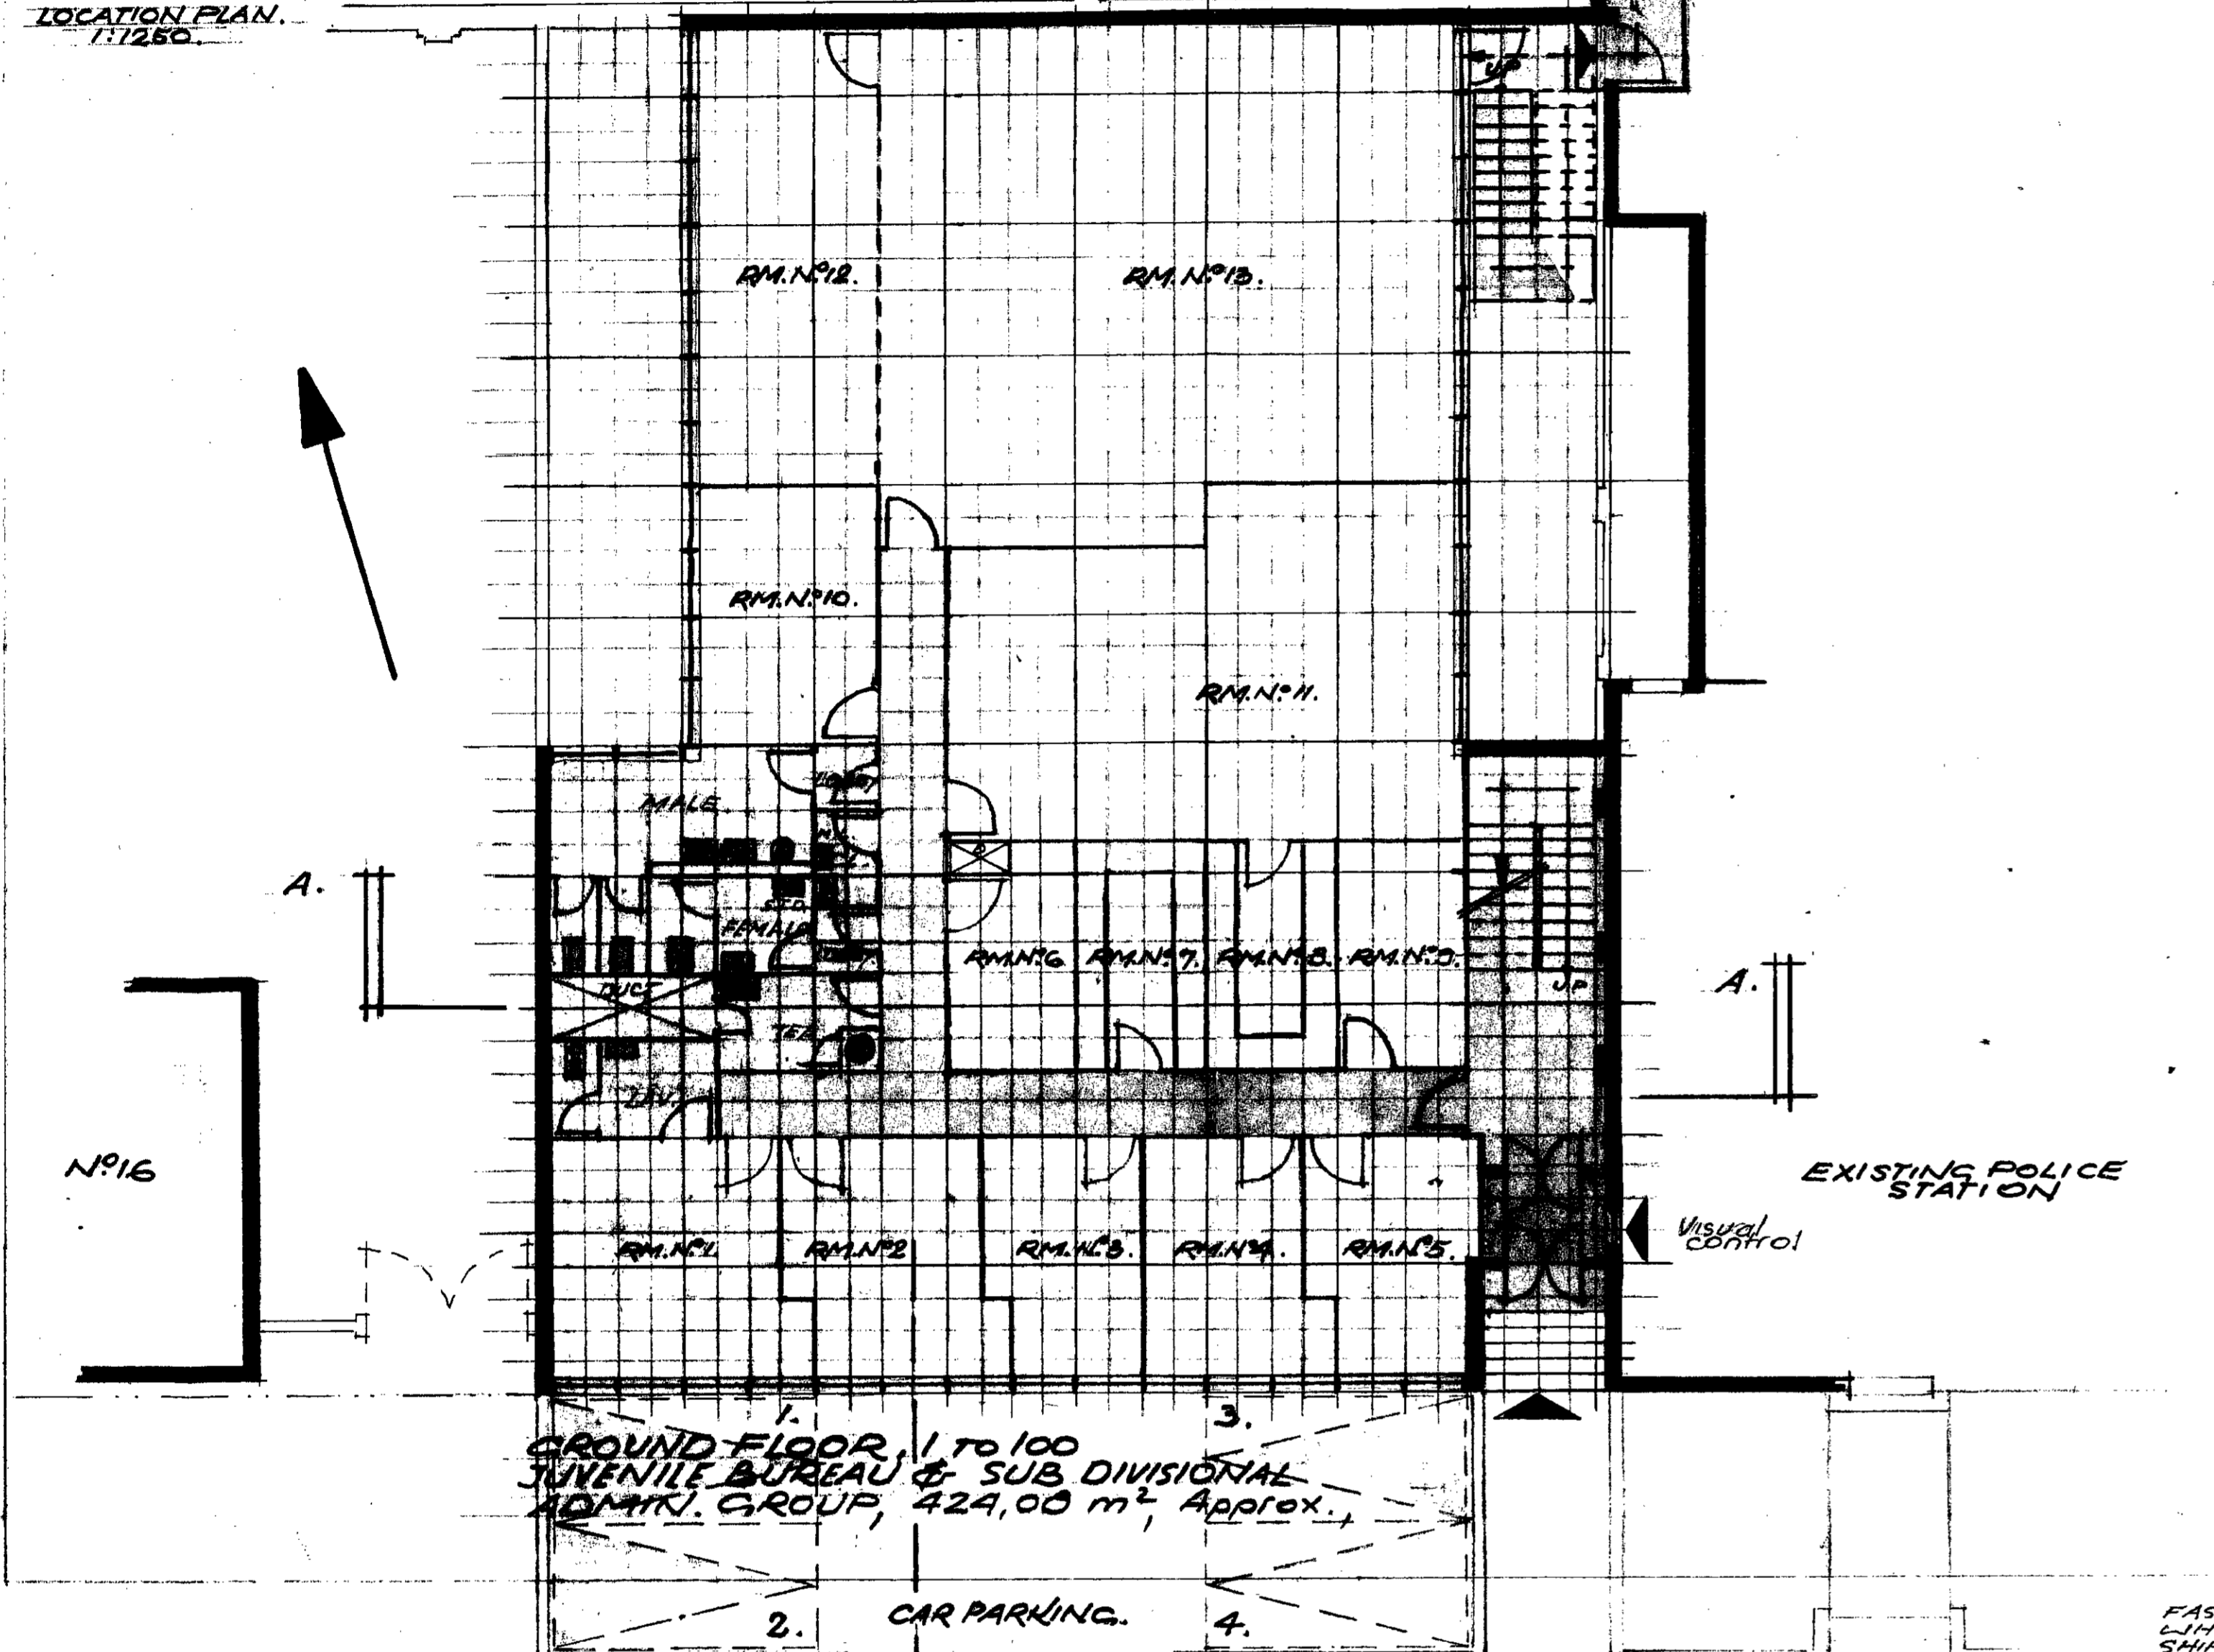 LOCATION PLAN.
1:1250.
UP
RM. Nº12.
RM. Nº13.
RM. Nº10.
RM. Nº11.
MALE
A.
FEMALE
RM. Nº6
RM. Nº7.
RM. Nº8.
RM. Nº9.
DUCT
UP
A.
TEA
LAV.
Nº16
EXISTING POLICE
STATION
Visual
control
RM. Nº1.
RM. Nº2
RM. Nº3.
RM. Nº4.
RM. Nº5.
1.
3.
GROUND FLOOR, 1 TO 100
JUVENILE BUREAU & SUB DIVISIONAL
ADMIN. GROUP, 424,00 m², Approx.,
2.
CAR PARKING.
4.